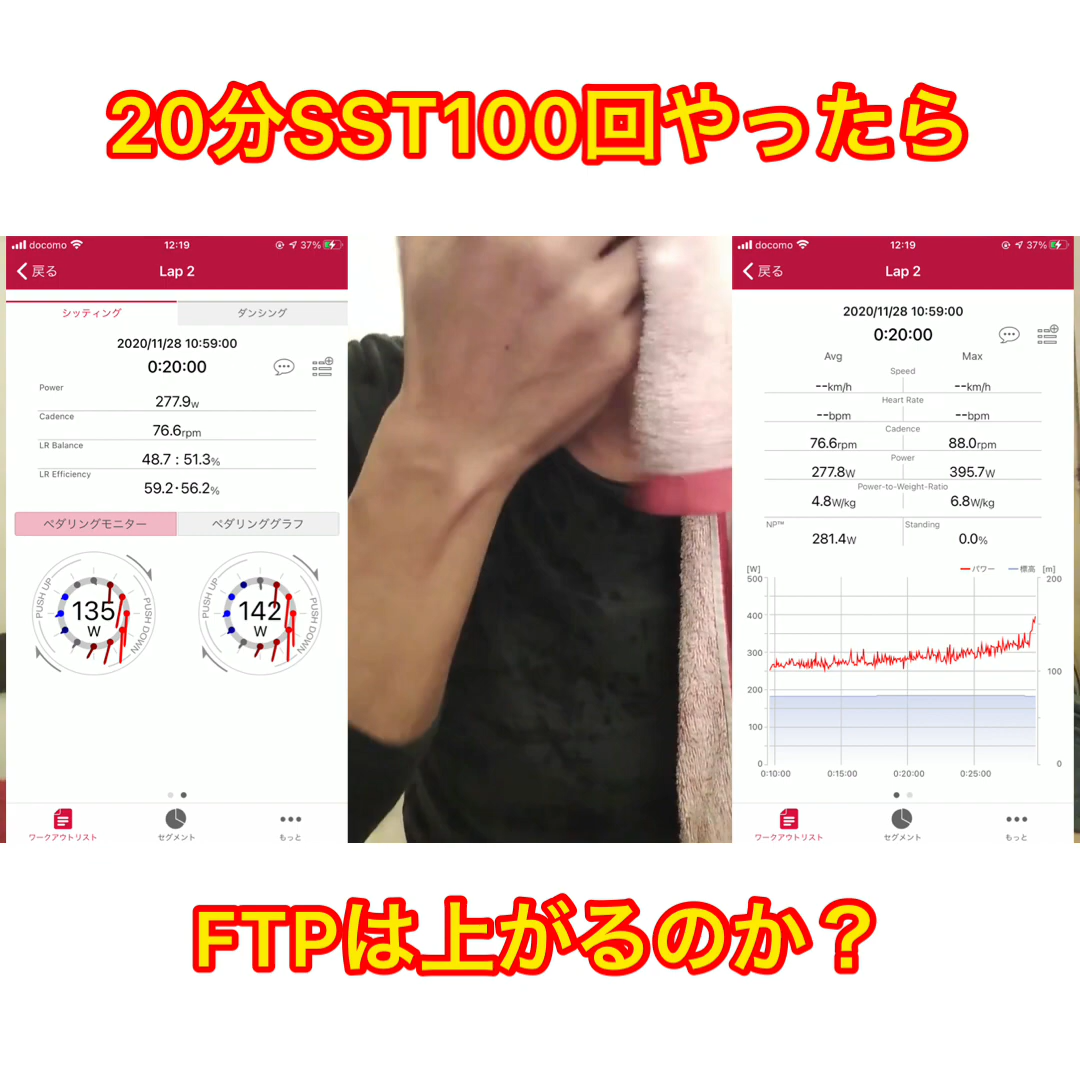 20分SST100回やったら
docomo 12:19 37%
戻る Lap 2
シッティング ダンシング
2020/11/28 10:59:00
0:20:00
Power
277.9W
Cadence
76.6rpm
LR Balance
48.7 : 51.3%
LR Efficiency
59.2・56.2%
ペダリングモニター ペダリンググラフ
PUSH UP 135 W PUSH DOWN
PUSH UP 142 W PUSH DOWN
ワークアウトリスト セグメント もっと
docomo 12:19 37%
戻る Lap 2
2020/11/28 10:59:00
0:20:00
Avg Max
Speed
--km/h --km/h
Heart Rate
--bpm --bpm
Cadence
76.6rpm 88.0rpm
Power
277.8W 395.7W
Power-to-Weight-Ratio
4.8W/kg 6.8W/kg
NP™ Standing
281.4W 0.0%
[W] パワー 標高 [m]
500 200
400
300
200 100
100
0 0
0:10:00 0:15:00 0:20:00 0:25:00
ワークアウトリスト セグメント もっと
FTPは上がるのか？